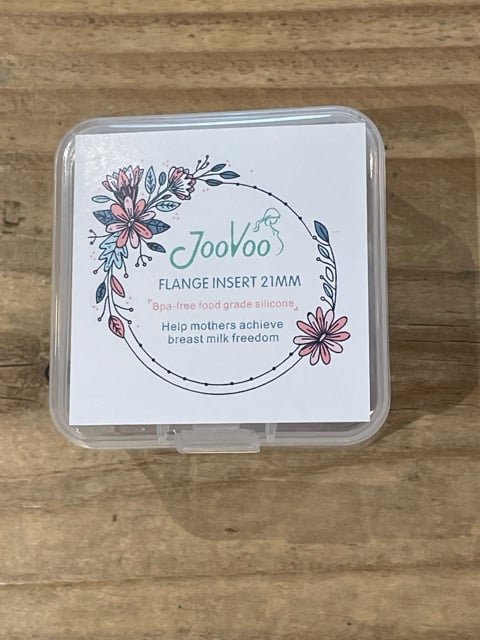 JooVoo
FLANGE INSERT 21MM
「Bpa-free food grade silicone」
Help mothers achieve
breast milk freedom